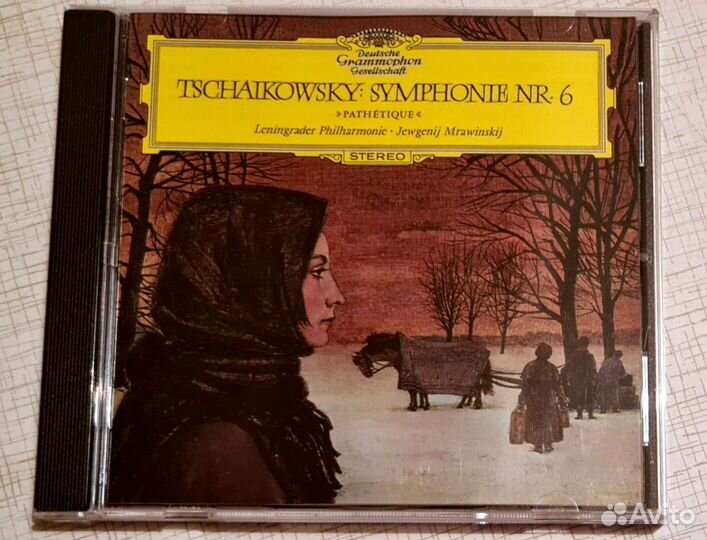 Deutsche
Grammophon
Gesellschaft
TSCHAIKOWSKY: SYMPHONIE NR. 6
»PATHÉTIQUE«
Leningrader Philharmonie · Jewgenij Mrawinskij
STEREO
Avito